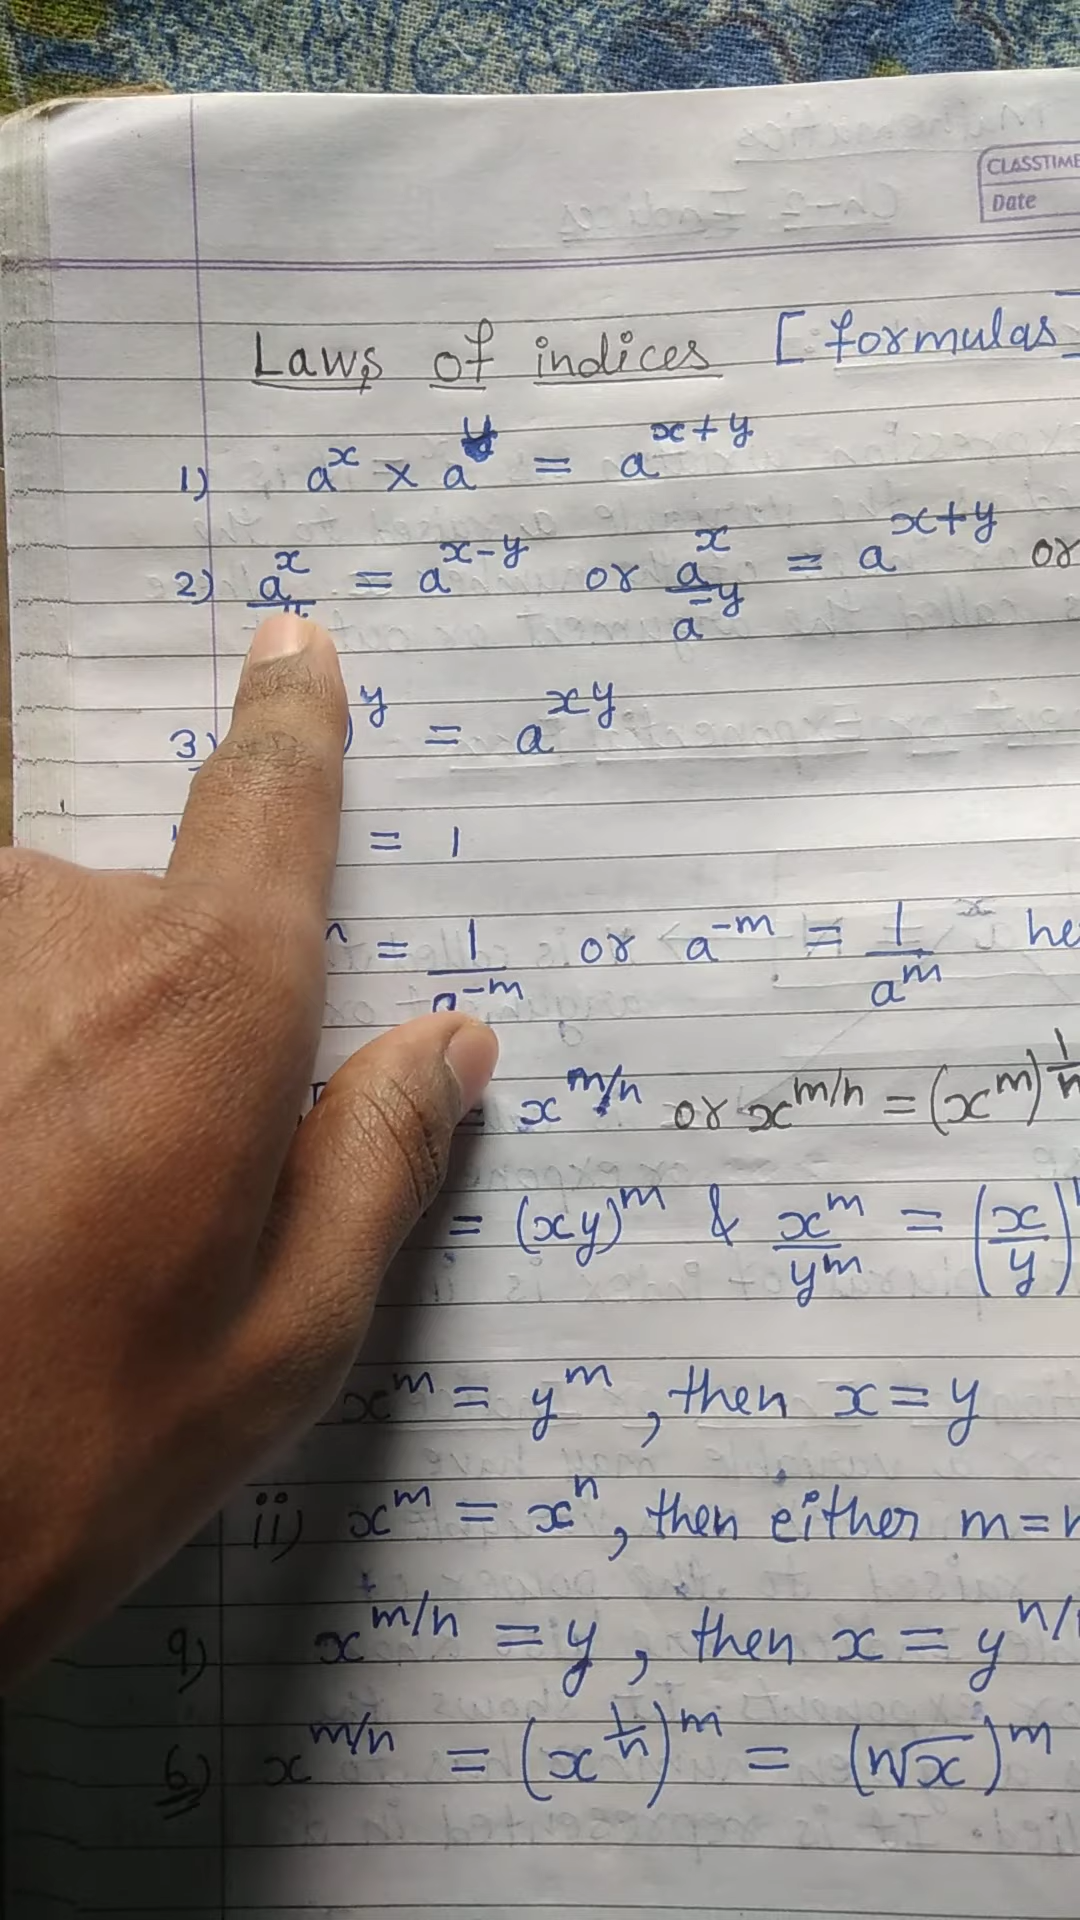 CLASSTIME
Date
Laws of indices [formulas]
1) a^x × a^y = a^(x+y)
2) a^x = a^(x-y) or a^x/a^-y = a^(x+y) or
3) )^y = a^(xy)
= 1
= 1/a^-m or a^-m = 1/a^m he
= x^(m/n) or x^(m/n) = (x^m)^(1/n)
= (xy)^m & x^m/y^m = (x/y)
x^m = y^m, then x = y
ii) x^m = x^n, then either m = n
9) x^(m/n) = y, then x = y^(n/
6) x^(m/n) = (x^(1/n))^m = (n√x)^m